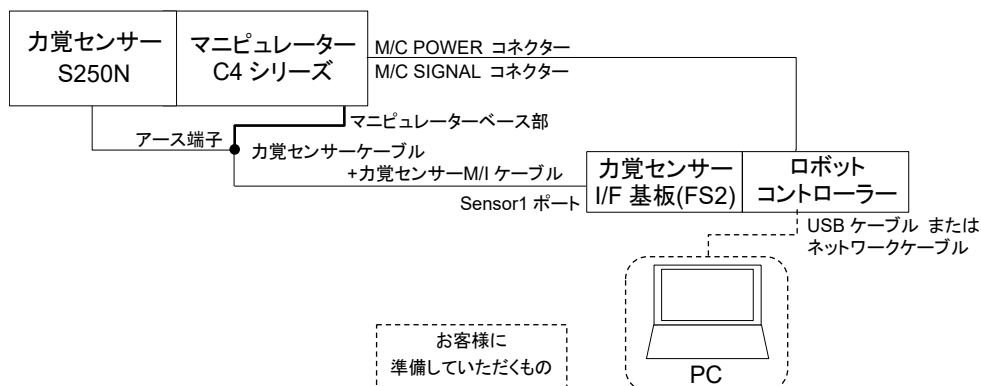 力覚センサー
S250N
マニピュレーター
C4 シリーズ
M/C POWER コネクター
M/C SIGNAL コネクター
マニピュレーターベース部
アース端子
力覚センサーケーブル
+力覚センサーM/I ケーブル
Sensor1 ポート
力覚センサー
I/F 基板(FS2)
ロボット
コントローラー
USB ケーブル または
ネットワークケーブル
お客様に
準備していただくもの
PC